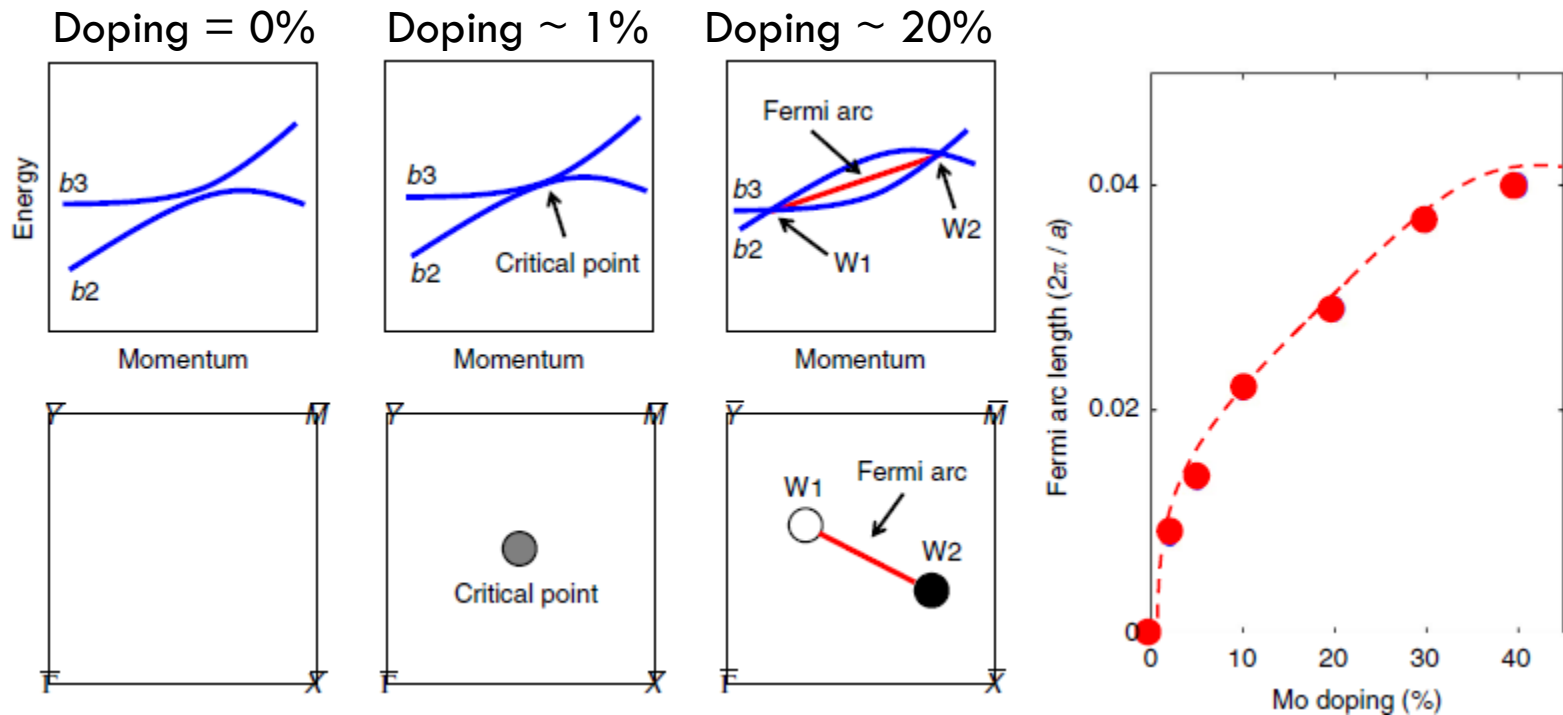 Doping = 0%
Doping ~ 1%
Doping ~ 20%
Energy
b3
b2
Momentum
b3
b2
Critical point
Momentum
Fermi arc
b3
b2
W1
W2
Momentum
Y̅
M̅
Γ̅
X̅
Y̅
M̅
Critical point
Γ̅
X̅
Y̅
M̅
W1
Fermi arc
W2
Γ̅
X̅
Fermi arc length (2π / a)
0.04
0.02
0
0
10
20
30
40
Mo doping (%)